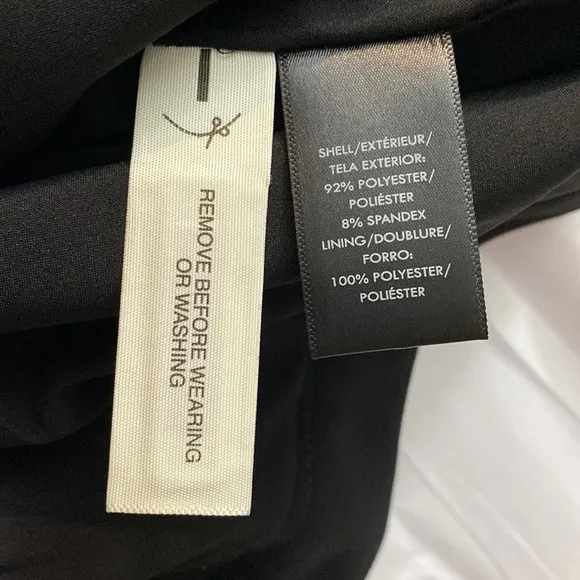 REMOVE BEFORE WEARING
OR WASHING
SHELL/EXTÉRIEUR/
TELA EXTERIOR:
92% POLYESTER/
POLIÉSTER
8% SPANDEX
LINING/DOUBLURE/
FORRO:
100% POLYESTER/
POLIÉSTER